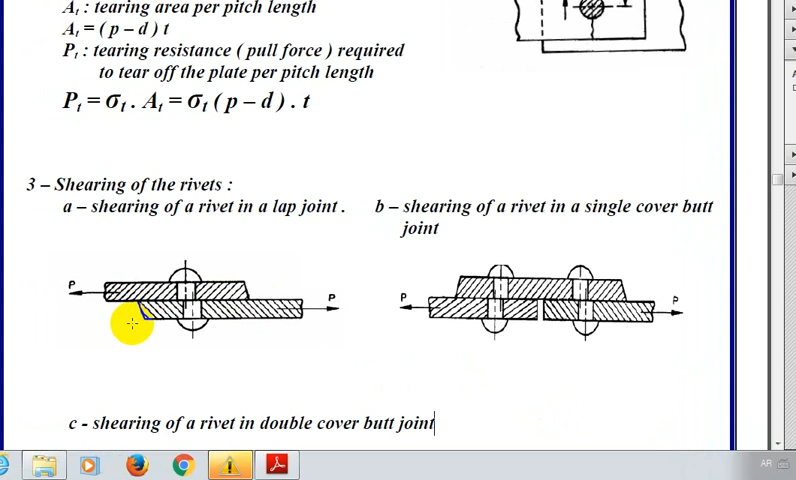 Aₜ : tearing area per pitch length
Aₜ = ( p – d ) t
Pₜ : tearing resistance ( pull force ) required
to tear off the plate per pitch length
Pₜ = σₜ . Aₜ = σₜ ( p – d ) . t
3 – Shearing of the rivets :
a – shearing of a rivet in a lap joint .
b – shearing of a rivet in a single cover butt
joint
P
P
P
P
c - shearing of a rivet in double cover butt joint
AR